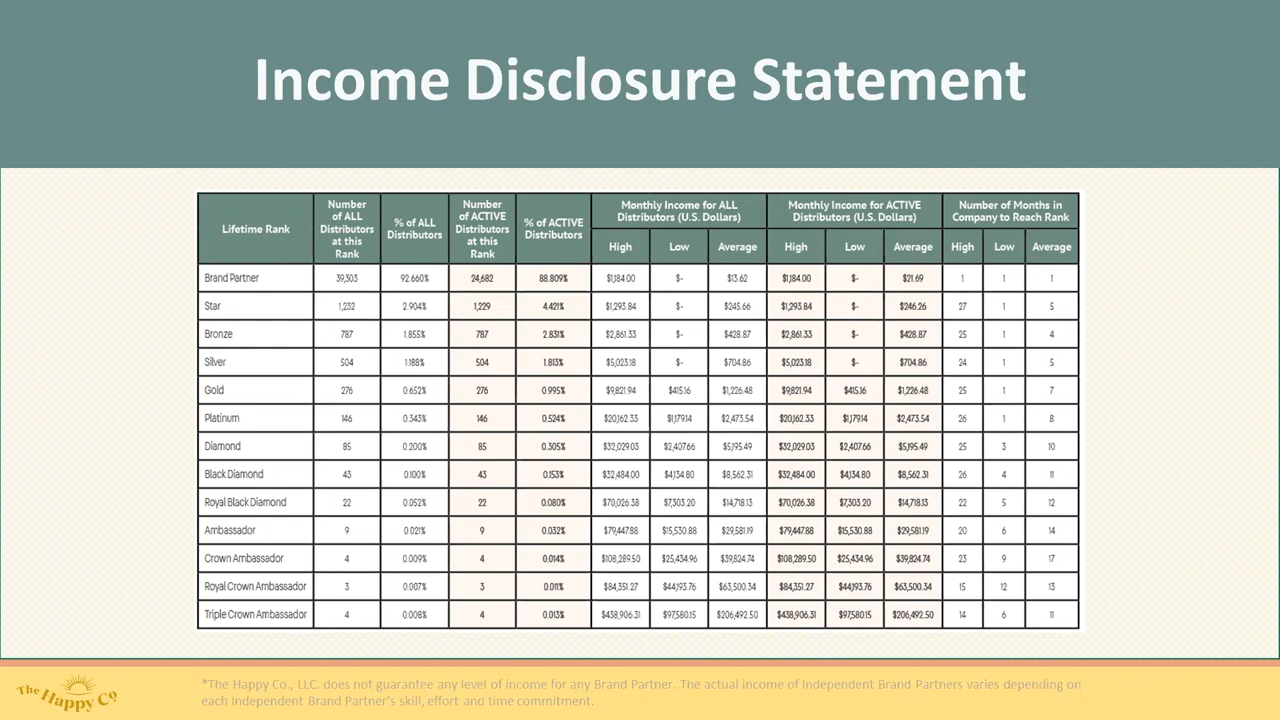 Income Disclosure Statement
Lifetime Rank
Number of ALL Distributors at this Rank
% of ALL Distributors
Number of ACTIVE Distributors at this Rank
% of ACTIVE Distributors
Monthly Income for ALL Distributors (U.S. Dollars)
Monthly Income for ACTIVE Distributors (U.S. Dollars)
Number of Months in Company to Reach Rank
High Low Average High Low Average High Low Average
Brand Partner 39,303 92.660% 24,682 88.809% $1,184.00 $- $13.62 $1,184.00 $- $21.69 1 1 1
Star 1,232 2.904% 1,229 4.421% $1,293.84 $- $245.66 $1,293.84 $- $246.26 27 1 5
Bronze 787 1.855% 787 2.831% $2,861.33 $- $428.87 $2,861.33 $- $428.87 25 1 4
Silver 504 1.188% 504 1.813% $5,023.18 $- $704.86 $5,023.18 $- $704.86 24 1 5
Gold 276 0.652% 276 0.995% $9,821.94 $415.16 $1,226.48 $9,821.94 $415.16 $1,226.48 25 1 7
Platinum 146 0.343% 146 0.524% $20,162.33 $1,179.14 $2,473.54 $20,162.33 $1,179.14 $2,473.54 26 1 8
Diamond 85 0.200% 85 0.305% $32,029.03 $2,407.66 $5,195.49 $32,029.03 $2,407.66 $5,195.49 25 3 10
Black Diamond 43 0.100% 43 0.153% $32,484.00 $4,134.80 $8,562.31 $32,484.00 $4,134.80 $8,562.31 26 4 11
Royal Black Diamond 22 0.052% 22 0.080% $70,026.38 $7,303.20 $14,718.13 $70,026.38 $7,303.20 $14,718.13 22 5 12
Ambassador 9 0.021% 9 0.032% $79,447.88 $15,530.88 $29,581.19 $79,447.88 $15,530.88 $29,581.19 20 6 14
Crown Ambassador 4 0.009% 4 0.014% $108,289.50 $25,434.96 $39,824.74 $108,289.50 $25,434.96 $39,824.74 23 9 17
Royal Crown Ambassador 3 0.007% 3 0.011% $84,351.27 $44,193.76 $63,500.34 $84,351.27 $44,193.76 $63,500.34 15 12 13
Triple Crown Ambassador 4 0.008% 4 0.013% $438,906.31 $97,580.15 $206,492.50 $438,906.31 $97,580.15 $206,492.50 14 6 11
The Happy Co
*The Happy Co., LLC. does not guarantee any level of income for any Brand Partner. The actual income of Independent Brand Partners varies depending on
each Independent Brand Partner's skill, effort and time commitment.